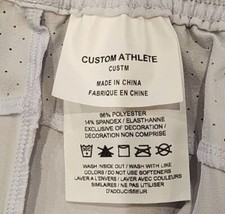 CUSTOM ATHLETE
CUSTM
MADE IN CHINA
FABRIQUE EN CHINE
86% POLYESTER
14% SPANDEX / ELASTHANNE
EXCLUSIVE OF DECORATION /
DECORATION NON COMPRISE
WASH INSIDE OUT / WASH WITH LIKE
COLORS / DO NOT USE SOFTENERS
LAVER A L'ENVERS / LAVER AVEC COULEURS
SIMILAIRES / NE PAS UTILISER
D'ADOUCISSEUR